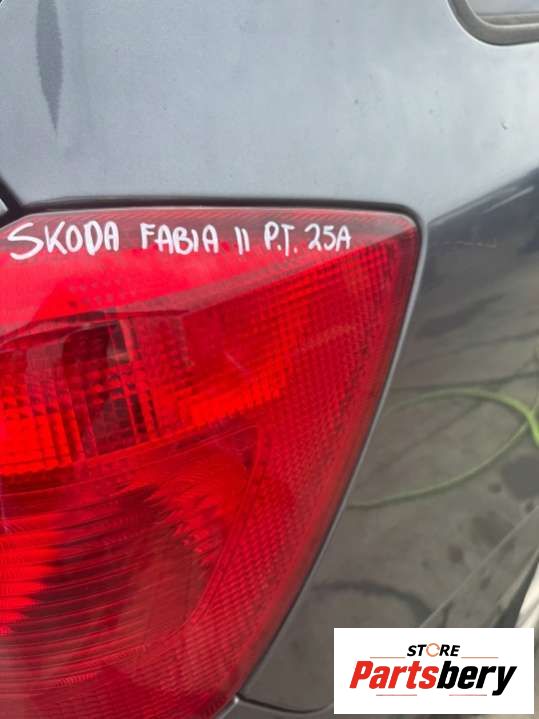 SKODA FABIA II P.T. 25A
STORE
Partsbery